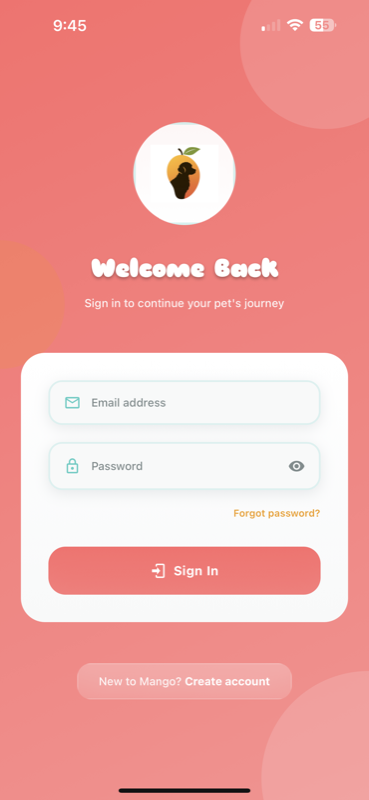 9:45
55
Welcome Back
Sign in to continue your pet's journey
Email address
Password
Forgot password?
Sign In
New to Mango? Create account